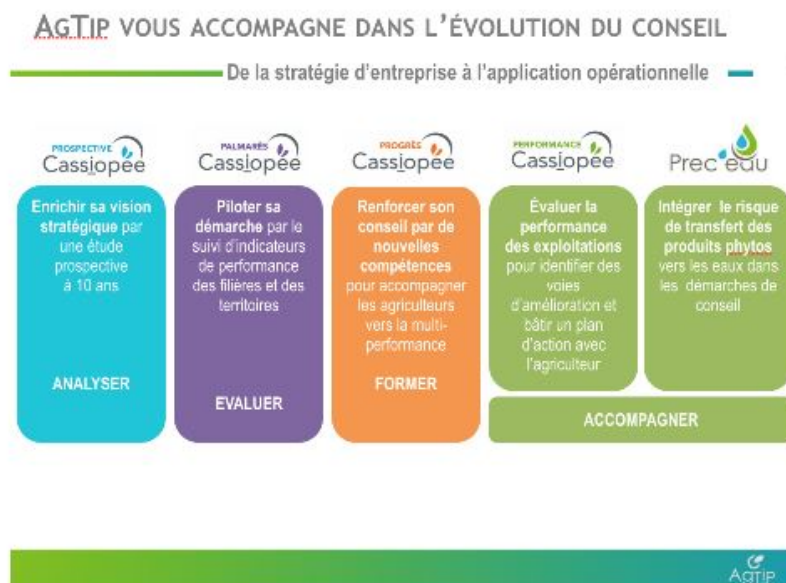 AGTIP VOUS ACCOMPAGNE DANS L'ÉVOLUTION DU CONSEIL
De la stratégie d'entreprise à l'application opérationnelle
PROSPECTIVE
Cassiopée
Enrichir sa vision
stratégique par
une étude
prospective
à 10 ans
ANALYSER
PALMARÈS
Cassiopée
Piloter sa
démarche par le
suivi d'indicateurs
de performance
des filières et des
territoires
EVALUER
PROGRÈS
Cassiopée
Renforcer son
conseil par de
nouvelles
compétences
pour accompagner
les agriculteurs
vers la multi-
performance
FORMER
PERFORMANCE
Cassiopée
Évaluer la
performance
des exploitations
pour identifier des
voies
d'amélioration et
bâtir un plan
d'action avec
l'agriculteur
Prec'eau
Intégrer le risque
de transfert des
produits phytos
vers les eaux dans
les démarches de
conseil
ACCOMPAGNER
AGTIP